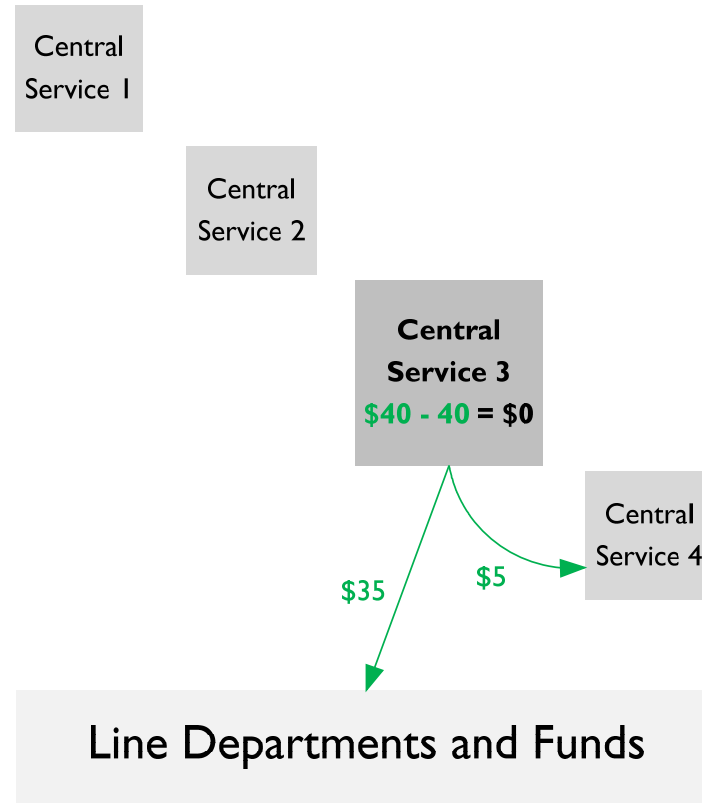 Central
Service 1
Central
Service 2
Central
Service 3
$40 - 40 = $0
Central
Service 4
$5
$35
Line Departments and Funds